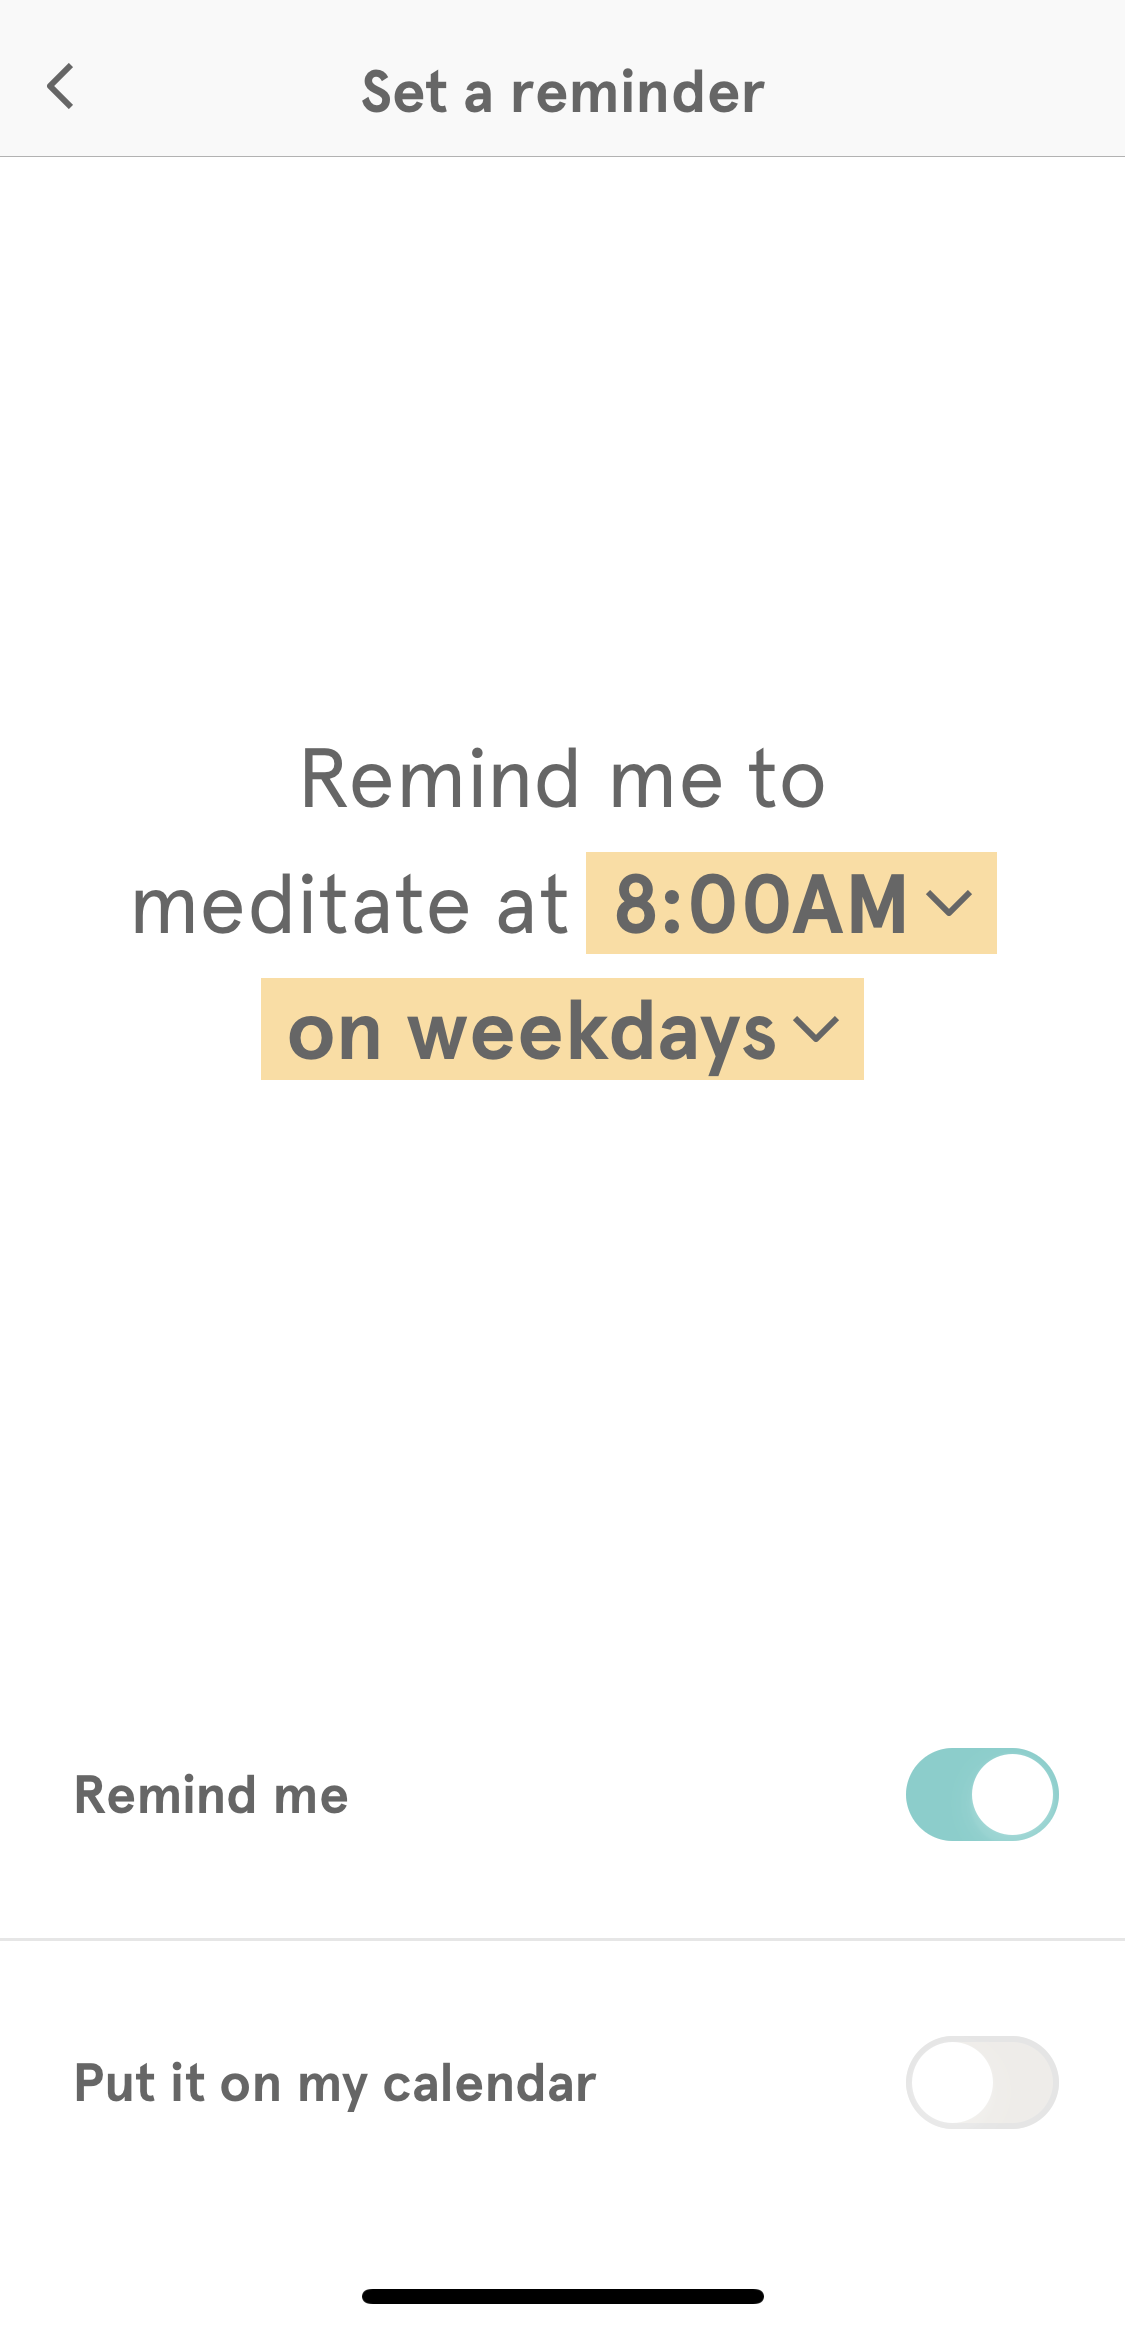 Set a reminder
Remind me to
meditate at 8:00AM
on weekdays
Remind me
Put it on my calendar